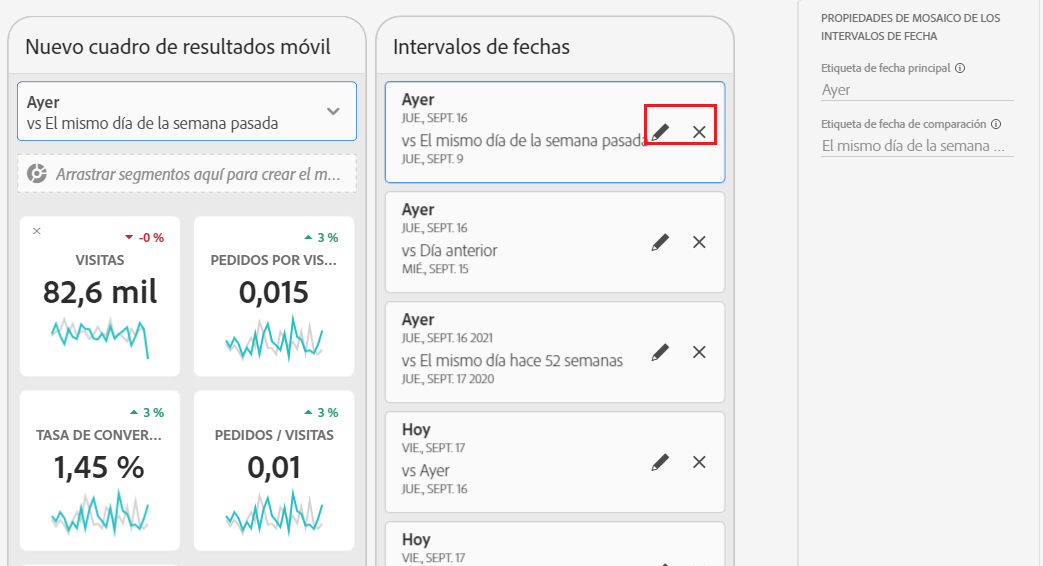 Nuevo cuadro de resultados móvil
Ayer
vs El mismo día de la semana pasada
Arrastrar segmentos aquí para crear el m...
-0 %
VISITAS
82,6 mil
3 %
PEDIDOS POR VIS...
0,015
3 %
TASA DE CONVER...
1,45 %
3 %
PEDIDOS / VISITAS
0,01
Intervalos de fechas
Ayer
JUE., SEPT. 16
vs El mismo día de la semana pasada
JUE., SEPT. 9
Ayer
JUE., SEPT. 16
vs Día anterior
MIÉ., SEPT. 15
Ayer
JUE., SEPT. 16 2021
vs El mismo día hace 52 semanas
JUE., SEPT. 17 2020
Hoy
VIE., SEPT. 17
vs Ayer
JUE., SEPT. 16
Hoy
VIE., SEPT. 17
PROPIEDADES DE MOSAICO DE LOS
INTERVALOS DE FECHA
Etiqueta de fecha principal
Ayer
Etiqueta de fecha de comparación
El mismo día de la semana ...